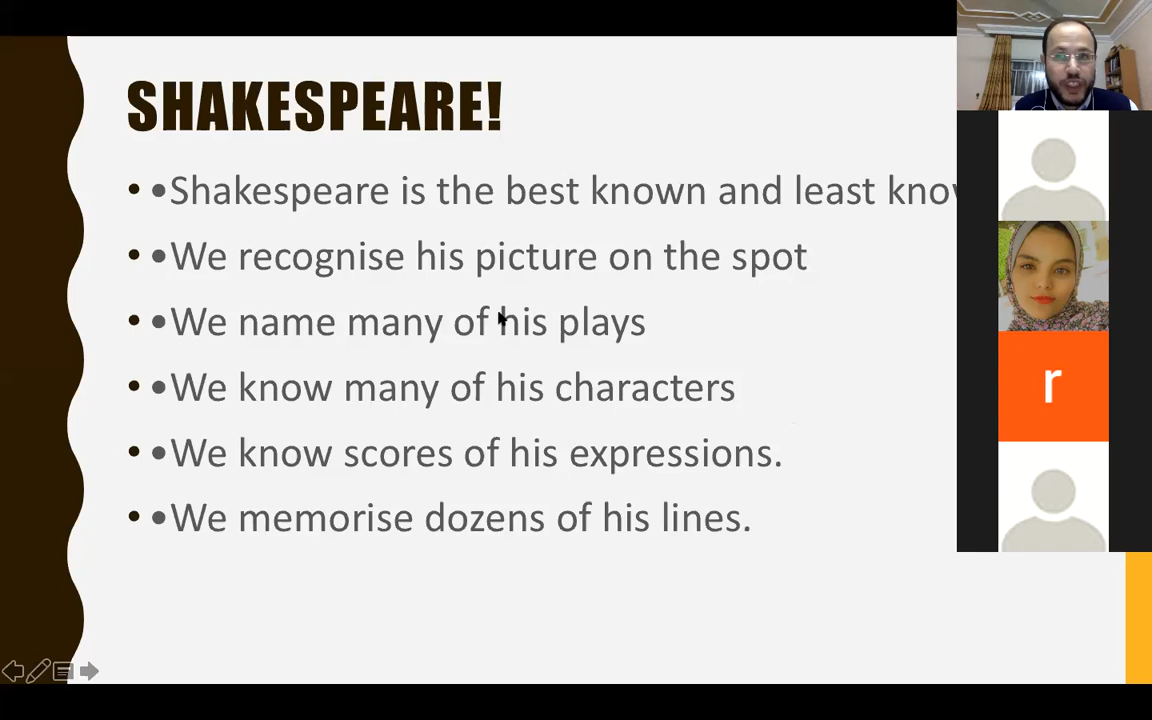 SHAKESPEARE!
• •Shakespeare is the best known and least
• •We recognise his picture on the spot
• •We name many of his plays
• •We know many of his characters
• •We know scores of his expressions.
• •We memorise dozens of his lines.
r